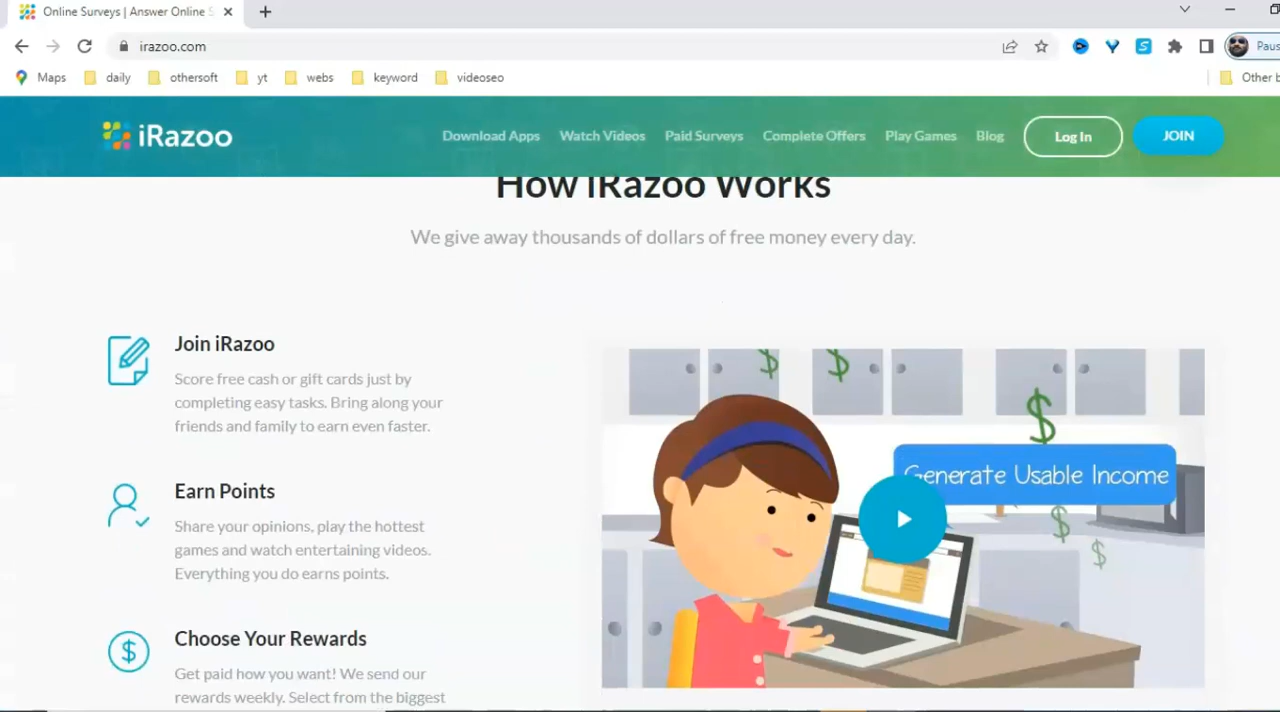 Online Surveys | Answer Online S
irazoo.com
Paus
Maps daily othersoft yt webs keyword videoseo Other b
iRazoo Download Apps Watch Videos Paid Surveys Complete Offers Play Games Blog Log In JOIN
How iRazoo Works
We give away thousands of dollars of free money every day.
Join iRazoo
Score free cash or gift cards just by
completing easy tasks. Bring along your
friends and family to earn even faster.
Earn Points
Share your opinions, play the hottest
games and watch entertaining videos.
Everything you do earns points.
Choose Your Rewards
Get paid how you want! We send our
rewards weekly. Select from the biggest
Generate Usable Income